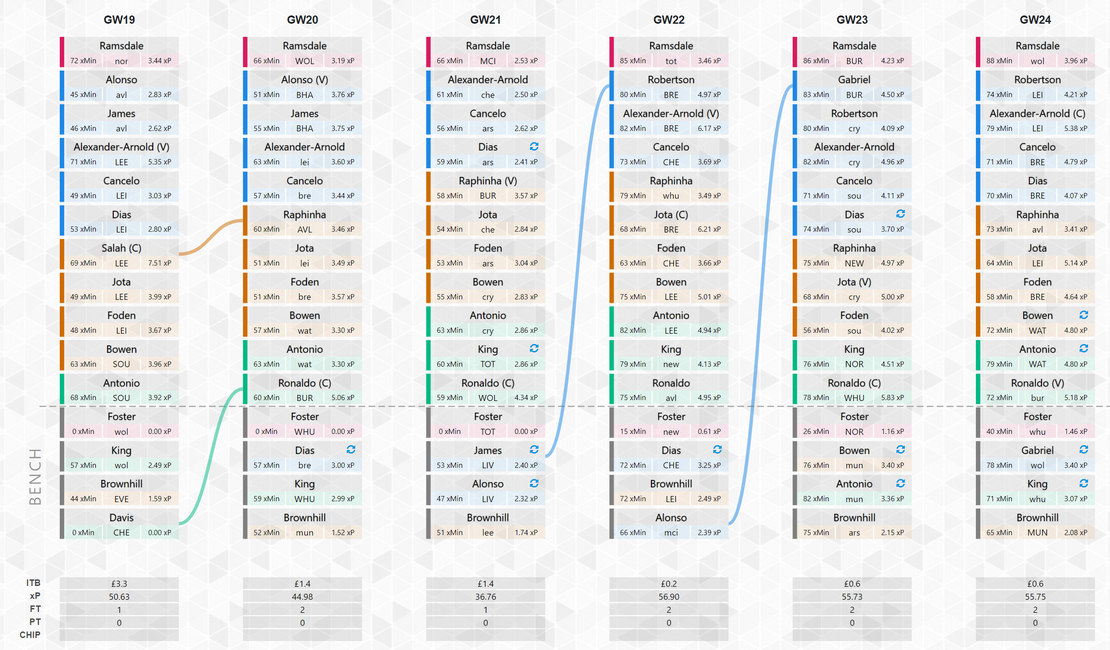 GW19 GW20 GW21 GW22 GW23 GW24
Ramsdale Ramsdale Ramsdale Ramsdale Ramsdale Ramsdale
72 xMin nor 3.44 xP 66 xMin WOL 3.19 xP 66 xMin MCI 2.53 xP 85 xMin tot 3.46 xP 86 xMin BUR 4.23 xP 88 xMin wol 3.96 xP
Alonso Alonso (V) Alexander-Arnold Robertson Gabriel Robertson
45 xMin avl 2.83 xP 51 xMin BHA 3.76 xP 61 xMin che 2.50 xP 80 xMin BRE 4.97 xP 83 xMin BUR 4.50 xP 74 xMin LEI 4.21 xP
James James Cancelo Alexander-Arnold (V) Robertson Alexander-Arnold (C)
46 xMin avl 2.62 xP 55 xMin BHA 3.75 xP 56 xMin ars 2.62 xP 82 xMin BRE 6.17 xP 80 xMin cry 4.09 xP 79 xMin LEI 5.38 xP
Alexander-Arnold (V) Alexander-Arnold Dias Cancelo Alexander-Arnold Cancelo
71 xMin LEE 5.35 xP 63 xMin lei 3.60 xP 59 xMin ars 2.41 xP 73 xMin CHE 3.69 xP 82 xMin cry 4.96 xP 71 xMin BRE 4.79 xP
Cancelo Cancelo Raphinha (V) Raphinha Cancelo Dias
49 xMin LEI 3.03 xP 57 xMin bre 3.44 xP 58 xMin BUR 3.57 xP 79 xMin whu 3.49 xP 71 xMin sou 4.11 xP 70 xMin BRE 4.07 xP
Dias Raphinha Jota Jota (C) Dias Raphinha
53 xMin LEI 2.80 xP 60 xMin AVL 3.46 xP 54 xMin che 2.84 xP 68 xMin BRE 6.21 xP 74 xMin sou 3.70 xP 73 xMin avl 3.41 xP
Salah (C) Jota Foden Foden Raphinha Jota
69 xMin LEE 7.51 xP 51 xMin lei 3.49 xP 53 xMin ars 3.04 xP 63 xMin CHE 3.66 xP 75 xMin NEW 4.97 xP 64 xMin LEI 5.14 xP
Jota Foden Bowen Bowen Jota (V) Foden
49 xMin LEE 3.99 xP 51 xMin bre 3.57 xP 55 xMin cry 2.83 xP 75 xMin LEE 5.01 xP 68 xMin cry 5.00 xP 58 xMin BRE 4.64 xP
Foden Bowen Antonio Antonio Foden Bowen
48 xMin LEI 3.67 xP 57 xMin wat 3.30 xP 63 xMin cry 2.86 xP 82 xMin LEE 4.94 xP 56 xMin sou 4.02 xP 72 xMin WAT 4.80 xP
Bowen Antonio King King King Antonio
63 xMin SOU 3.96 xP 63 xMin wat 3.30 xP 60 xMin TOT 2.86 xP 79 xMin new 4.13 xP 76 xMin NOR 4.51 xP 79 xMin WAT 4.80 xP
Antonio Ronaldo (C) Ronaldo (C) Ronaldo Ronaldo (C) Ronaldo (V)
68 xMin SOU 3.92 xP 60 xMin BUR 5.06 xP 59 xMin WOL 4.34 xP 75 xMin avl 4.95 xP 78 xMin WHU 5.83 xP 72 xMin bur 5.18 xP
Foster Foster Foster Foster Foster Foster
0 xMin wol 0.00 xP 0 xMin WHU 0.00 xP 0 xMin TOT 0.00 xP 15 xMin new 0.61 xP 26 xMin NOR 1.16 xP 40 xMin whu 1.46 xP
BENCH
King Dias James Dias Bowen Gabriel
57 xMin wol 2.49 xP 57 xMin bre 3.00 xP 53 xMin LIV 2.40 xP 72 xMin CHE 3.25 xP 76 xMin mun 3.40 xP 78 xMin wol 3.40 xP
Brownhill King Alonso Brownhill Antonio King
44 xMin EVE 1.59 xP 59 xMin WHU 2.99 xP 47 xMin LIV 2.32 xP 72 xMin LEI 2.49 xP 82 xMin mun 3.36 xP 71 xMin whu 3.07 xP
Davis Brownhill Brownhill Alonso Brownhill Brownhill
0 xMin CHE 0.00 xP 52 xMin mun 1.52 xP 51 xMin lee 1.74 xP 66 xMin mci 2.39 xP 75 xMin ars 2.15 xP 65 xMin MUN 2.08 xP
ITB £3.3 £1.4 £1.4 £0.2 £0.6 £0.6
xP 50.63 44.98 36.76 56.90 55.73 55.75
FT 1 2 1 2 2 2
PT 0 0 0 0 0 0
CHIP